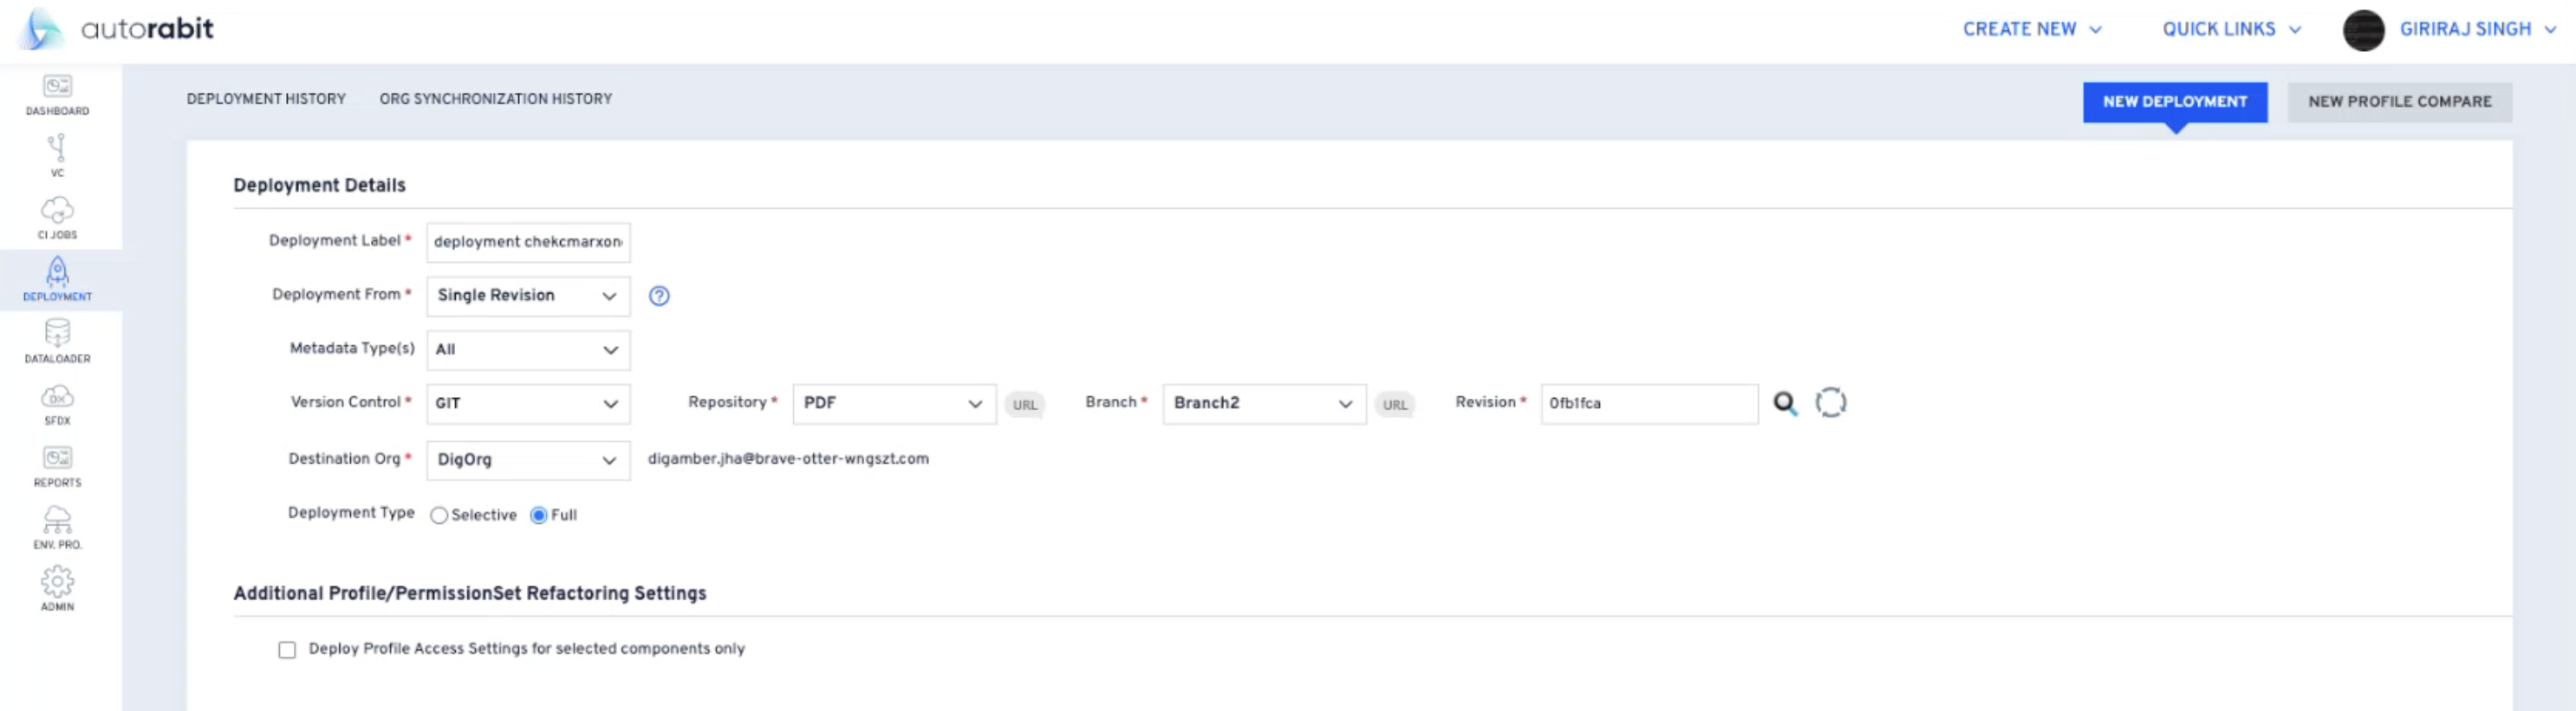 autorabit
CREATE NEW
QUICK LINKS
GIRIRAJ SINGH
DASHBOARD
VC
CI JOBS
DEPLOYMENT
DATALOADER
SFDX
REPORTS
ENV. PRO.
ADMIN
DEPLOYMENT HISTORY ORG SYNCHRONIZATION HISTORY
NEW DEPLOYMENT
NEW PROFILE COMPARE
Deployment Details
Deployment Label * deployment chekcmarxon
Deployment From * Single Revision ?
Metadata Type(s) All
Version Control * GIT Repository * PDF URL Branch * Branch2 URL Revision * 0fb1fca
Destination Org * DigOrg digamber.jha@brave-otter-wngszt.com
Deployment Type Selective Full
Additional Profile/PermissionSet Refactoring Settings
Deploy Profile Access Settings for selected components only